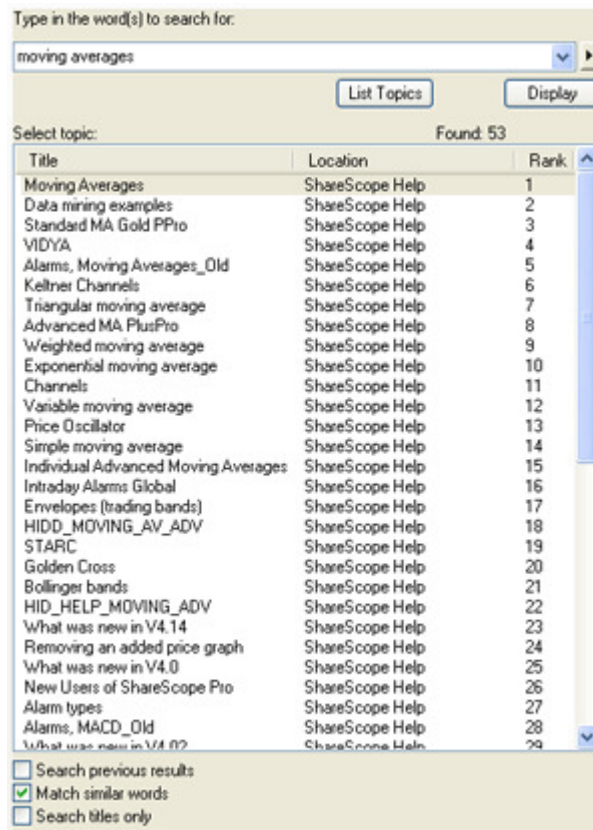 Type in the word(s) to search for:
moving averages
List Topics Display
Select topic: Found: 53
Title Location Rank
Moving Averages ShareScope Help 1
Data mining examples ShareScope Help 2
Standard MA Gold PPro ShareScope Help 3
VIDYA ShareScope Help 4
Alarms, Moving Averages_Old ShareScope Help 5
Keltner Channels ShareScope Help 6
Triangular moving average ShareScope Help 7
Advanced MA PlusPro ShareScope Help 8
Weighted moving average ShareScope Help 9
Exponential moving average ShareScope Help 10
Channels ShareScope Help 11
Variable moving average ShareScope Help 12
Price Oscillator ShareScope Help 13
Simple moving average ShareScope Help 14
Individual Advanced Moving Averages ShareScope Help 15
Intraday Alarms Global ShareScope Help 16
Envelopes (trading bands) ShareScope Help 17
HIDD_MOVING_AV_ADV ShareScope Help 18
STARC ShareScope Help 19
Golden Cross ShareScope Help 20
Bollinger bands ShareScope Help 21
HID_HELP_MOVING_ADV ShareScope Help 22
What was new in V4.14 ShareScope Help 23
Removing an added price graph ShareScope Help 24
What was new in V4.0 ShareScope Help 25
New Users of ShareScope Pro ShareScope Help 26
Alarm types ShareScope Help 27
Alarms, MACD_Old ShareScope Help 28
What was new in V4.02 ShareScope Help 29
Search previous results
Match similar words
Search titles only